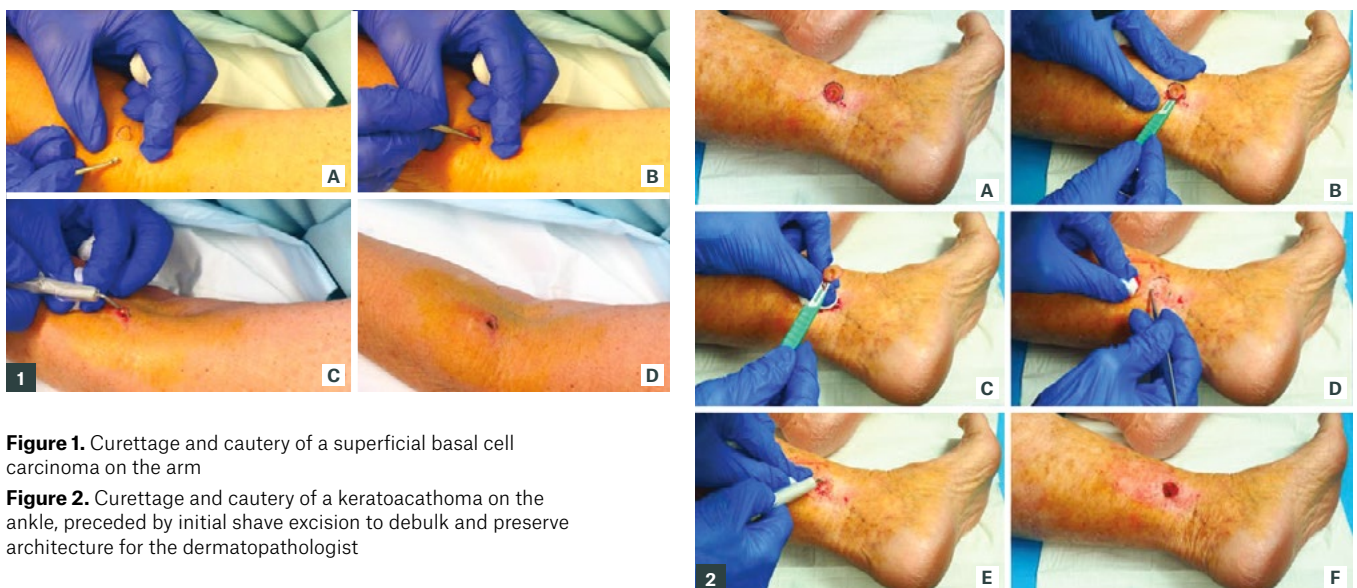 A
B
C
D
1
Figure 1. Curettage and cautery of a superficial basal cell
carcinoma on the arm
Figure 2. Curettage and cautery of a keratoacathoma on the
ankle, preceded by initial shave excision to debulk and preserve
architecture for the dermatopathologist
A
B
C
D
E
F
2